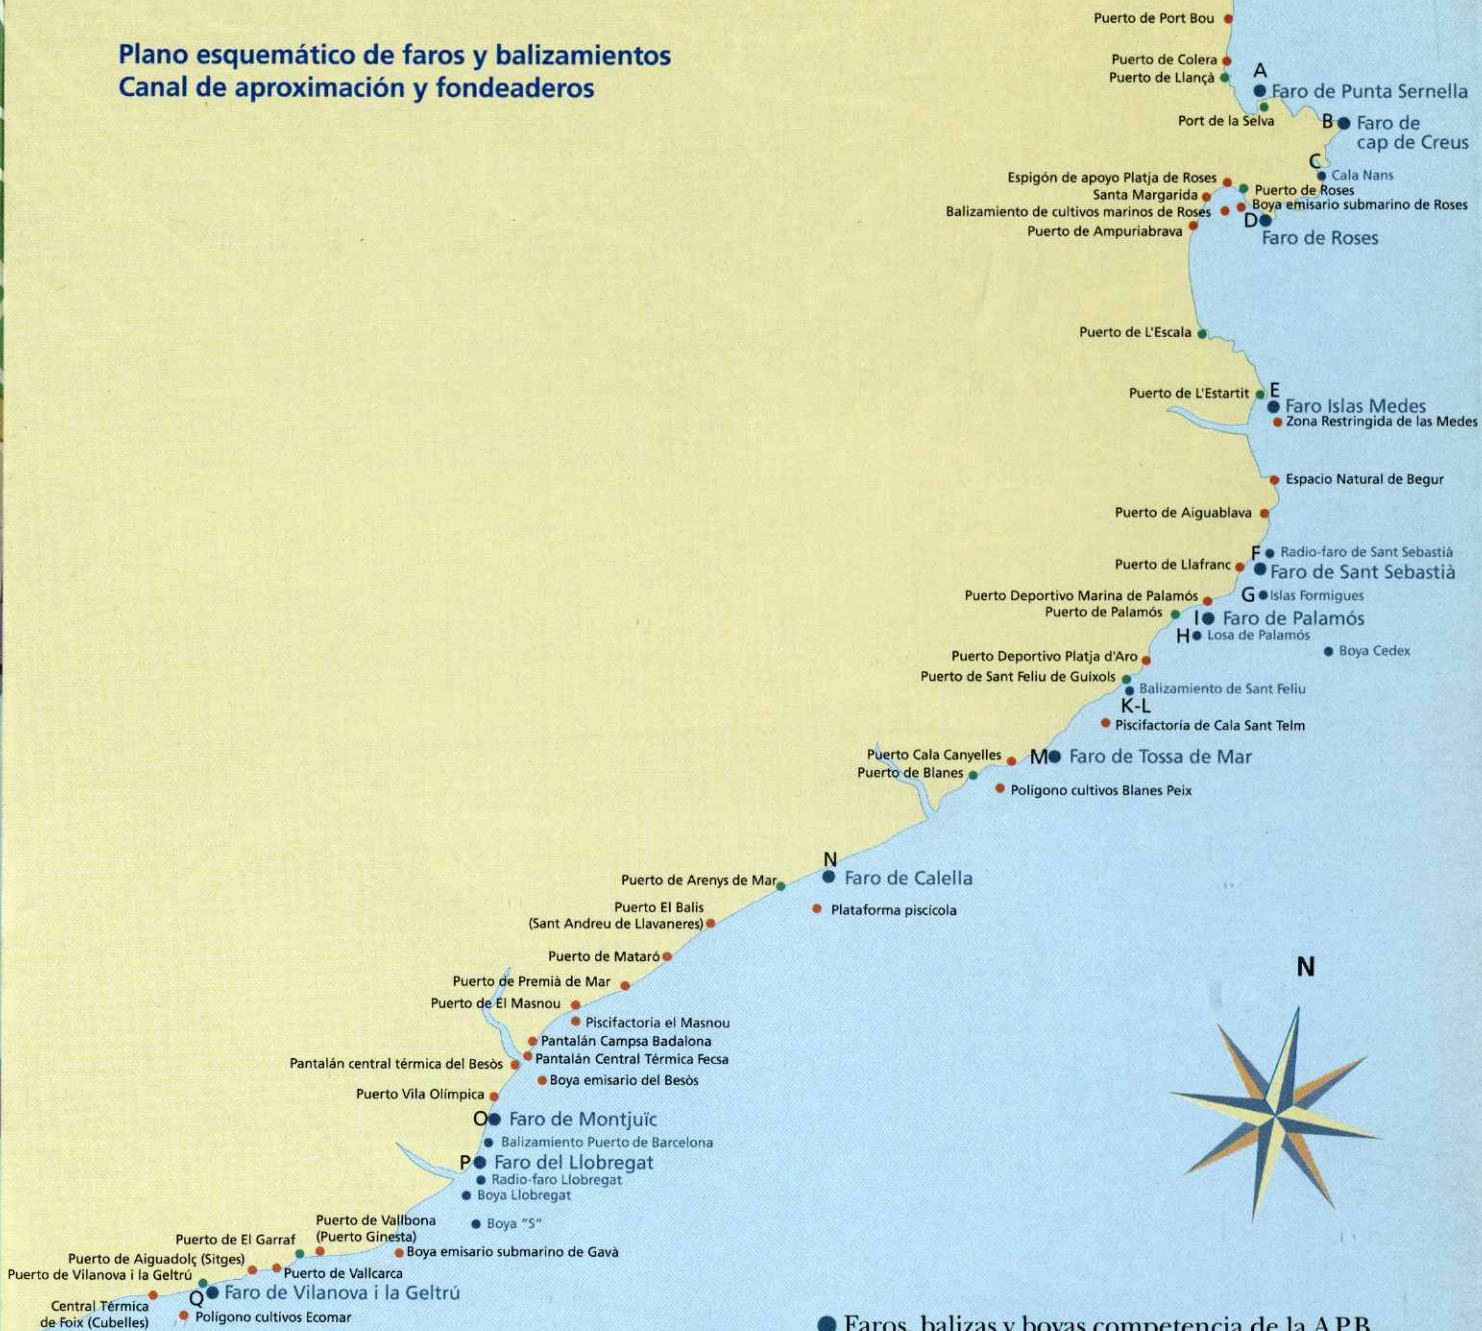 Plano esquemático de faros y balizamientos
Canal de aproximación y fondeaderos
Puerto de Port Bou
Puerto de Colera
Puerto de Llançà
A
Faro de Punta Sernella
Port de la Selva
B
Faro de
cap de Creus
C
Cala Nans
Espigón de apoyo Platja de Roses
Puerto de Roses
Santa Margarida
Boya emisario submarino de Roses
Balizamiento de cultivos marinos de Roses
D
Puerto de Ampuriabrava
Faro de Roses
Puerto de L'Escala
Puerto de L'Estartit
E
Faro Islas Medes
Zona Restringida de las Medes
Espacio Natural de Begur
Puerto de Aiguablava
F
Radio-faro de Sant Sebastià
Puerto de Llafranc
Faro de Sant Sebastià
Puerto Deportivo Marina de Palamós
G
Islas Formigues
Puerto de Palamós
I
Faro de Palamós
H
Losa de Palamós
Boya Cedex
Puerto Deportivo Platja d'Aro
Puerto de Sant Feliu de Guíxols
Balizamiento de Sant Feliu
K-L
Piscifactoría de Cala Sant Telm
Puerto Cala Canyelles
M
Faro de Tossa de Mar
Puerto de Blanes
Polígono cultivos Blanes Peix
N
Faro de Calella
Puerto de Arenys de Mar
Puerto El Balis
(Sant Andreu de Llavaneres)
Plataforma piscícola
Puerto de Mataró
N
Puerto de Premià de Mar
Puerto de El Masnou
Piscifactoría el Masnou
Pantalán Campsa Badalona
Pantalán Central Térmica Fecsa
Pantalán central térmica del Besòs
Boya emisario del Besòs
Puerto Vila Olímpica
O
Faro de Montjuïc
Balizamiento Puerto de Barcelona
P
Faro del Llobregat
Radio-faro Llobregat
Boya Llobregat
Boya "S"
Puerto de Vallbona
(Puerto Ginesta)
Puerto de El Garraf
Boya emisario submarino de Gavà
Puerto de Aiguadolç (Sitges)
Puerto de Vallcarca
Puerto de Vilanova i la Geltrú
Q
Faro de Vilanova i la Geltrú
Central Térmica
de Foix (Cubelles)
Polígono cultivos Ecomar
Faros, balizas y boyas competencia de la A.P.B.